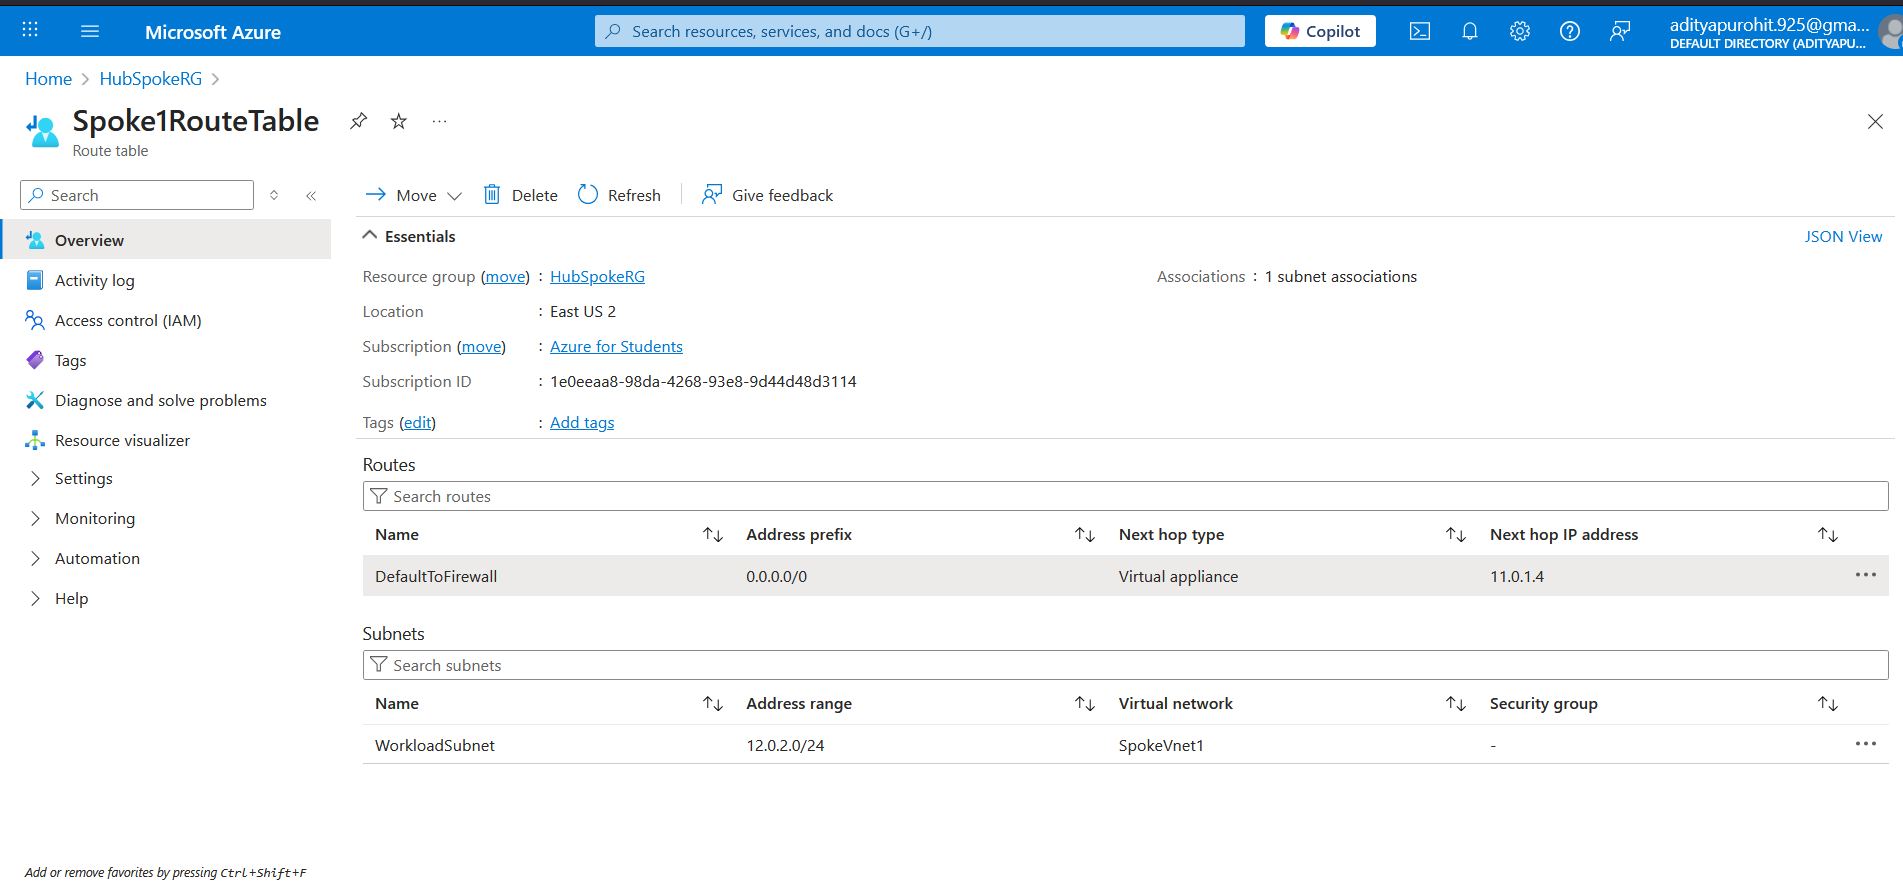 Microsoft Azure
Search resources, services, and docs (G+/)
Copilot
adityapurohit.925@gma...
DEFAULT DIRECTORY (ADITYAPU...
Home > HubSpokeRG >
Spoke1RouteTable
Route table
Search
Overview
Activity log
Access control (IAM)
Tags
Diagnose and solve problems
Resource visualizer
Settings
Monitoring
Automation
Help
Add or remove favorites by pressing Ctrl+Shift+F
Move
Delete
Refresh
Give feedback
Essentials
JSON View
Resource group (move) : HubSpokeRG
Location : East US 2
Subscription (move) : Azure for Students
Subscription ID : 1e0eeaa8-98da-4268-93e8-9d44d48d3114
Tags (edit) : Add tags
Associations : 1 subnet associations
Routes
Search routes
Name Address prefix Next hop type Next hop IP address
DefaultToFirewall 0.0.0.0/0 Virtual appliance 11.0.1.4
Subnets
Search subnets
Name Address range Virtual network Security group
WorkloadSubnet 12.0.2.0/24 SpokeVnet1 -